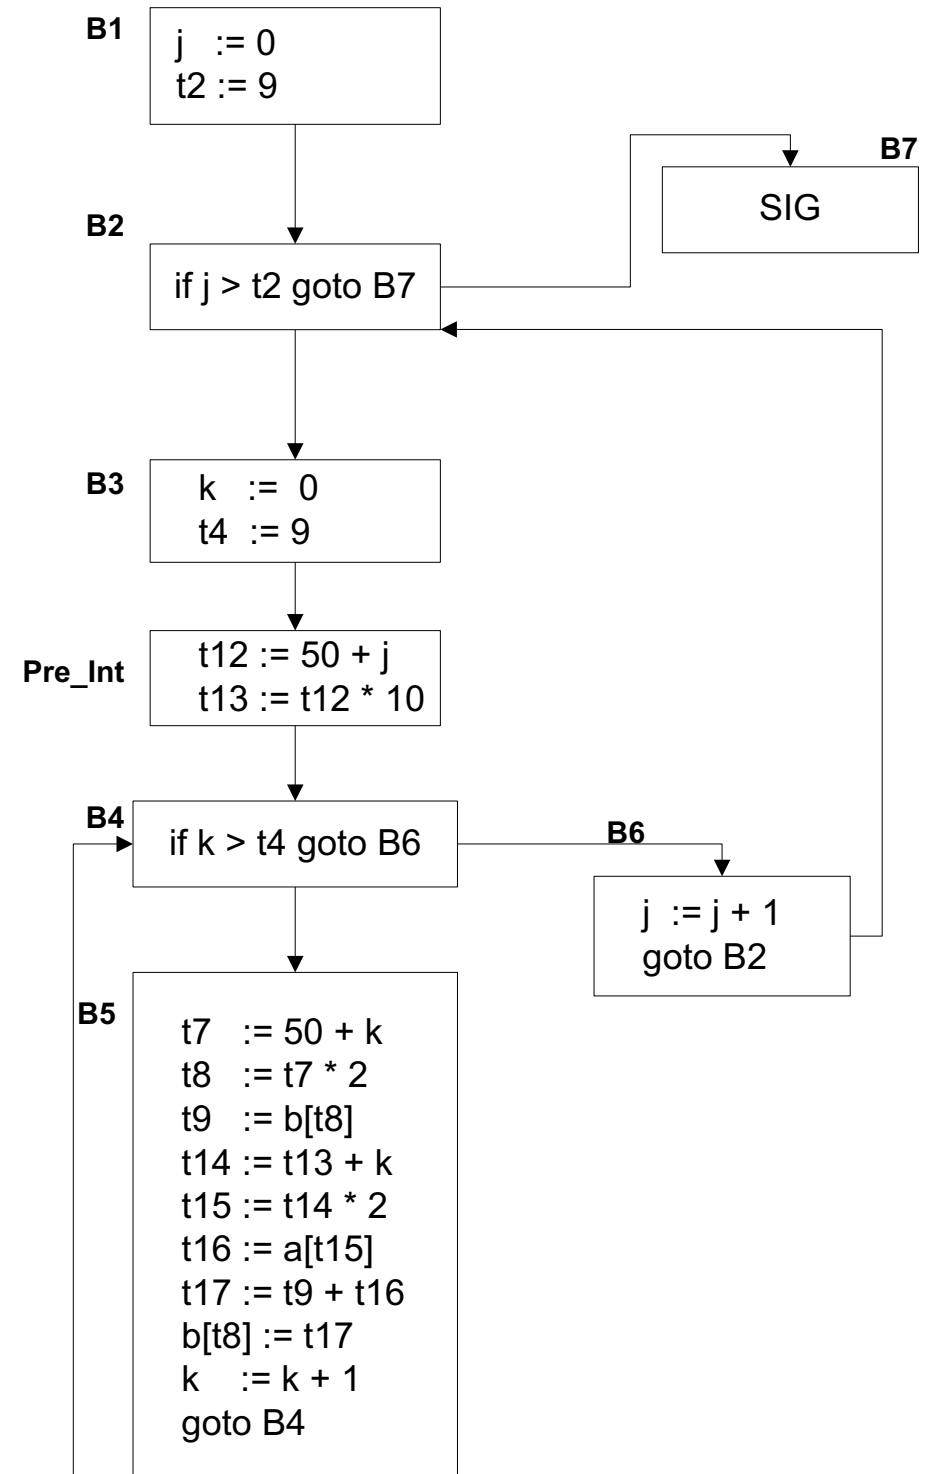 B1
j := 0
t2 := 9
B7
SIG
B2
if j > t2 goto B7
B3
k := 0
t4 := 9
Pre_Int
t12 := 50 + j
t13 := t12 * 10
B4
if k > t4 goto B6
B6
j := j + 1
goto B2
B5
t7 := 50 + k
t8 := t7 * 2
t9 := b[t8]
t14 := t13 + k
t15 := t14 * 2
t16 := a[t15]
t17 := t9 + t16
b[t8] := t17
k := k + 1
goto B4